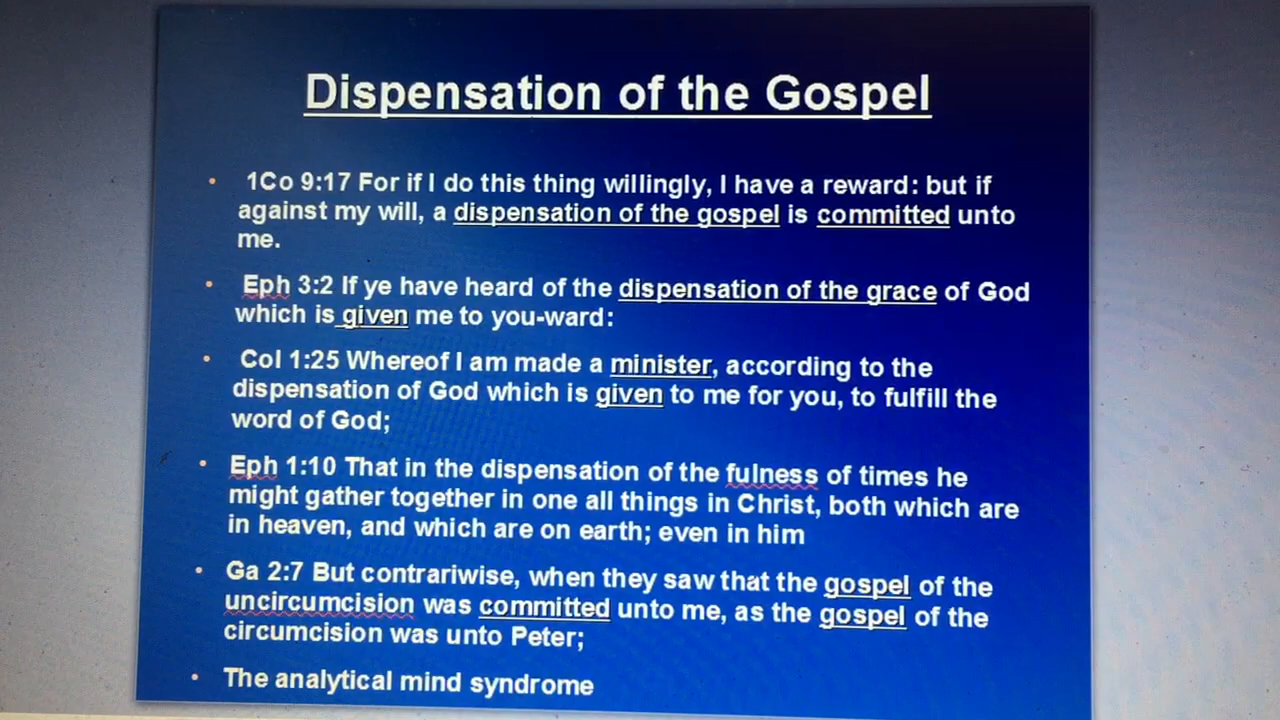 Dispensation of the Gospel
• 1Co 9:17 For if I do this thing willingly, I have a reward: but if
against my will, a dispensation of the gospel is committed unto
me.
• Eph 3:2 If ye have heard of the dispensation of the grace of God
which is given me to you-ward:
• Col 1:25 Whereof I am made a minister, according to the
dispensation of God which is given to me for you, to fulfill the
word of God;
• Eph 1:10 That in the dispensation of the fulness of times he
might gather together in one all things in Christ, both which are
in heaven, and which are on earth; even in him
• Ga 2:7 But contrariwise, when they saw that the gospel of the
uncircumcision was committed unto me, as the gospel of the
circumcision was unto Peter;
• The analytical mind syndrome